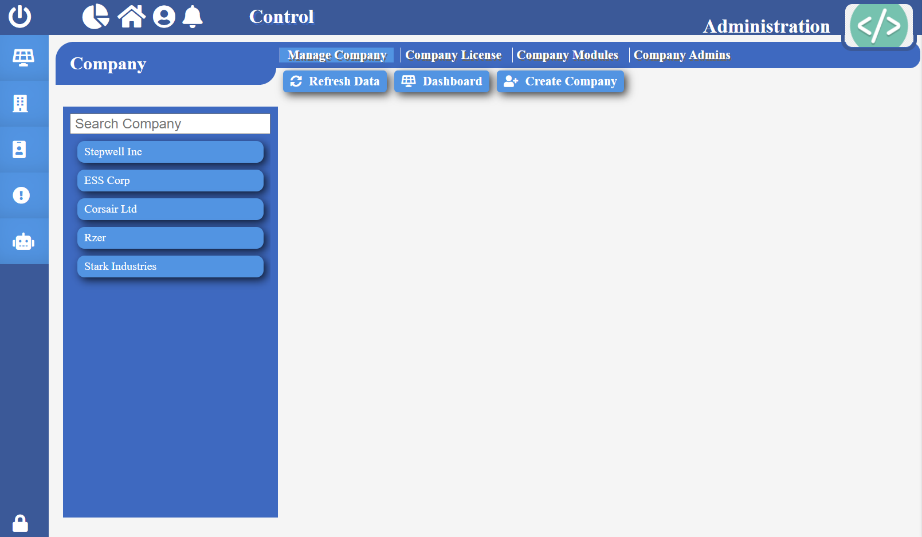 Control
Administration
</>
Company
Manage Company
Company License
Company Modules
Company Admins
Refresh Data
Dashboard
Create Company
Search Company
Stepwell Inc
ESS Corp
Corsair Ltd
Rzer
Stark Industries